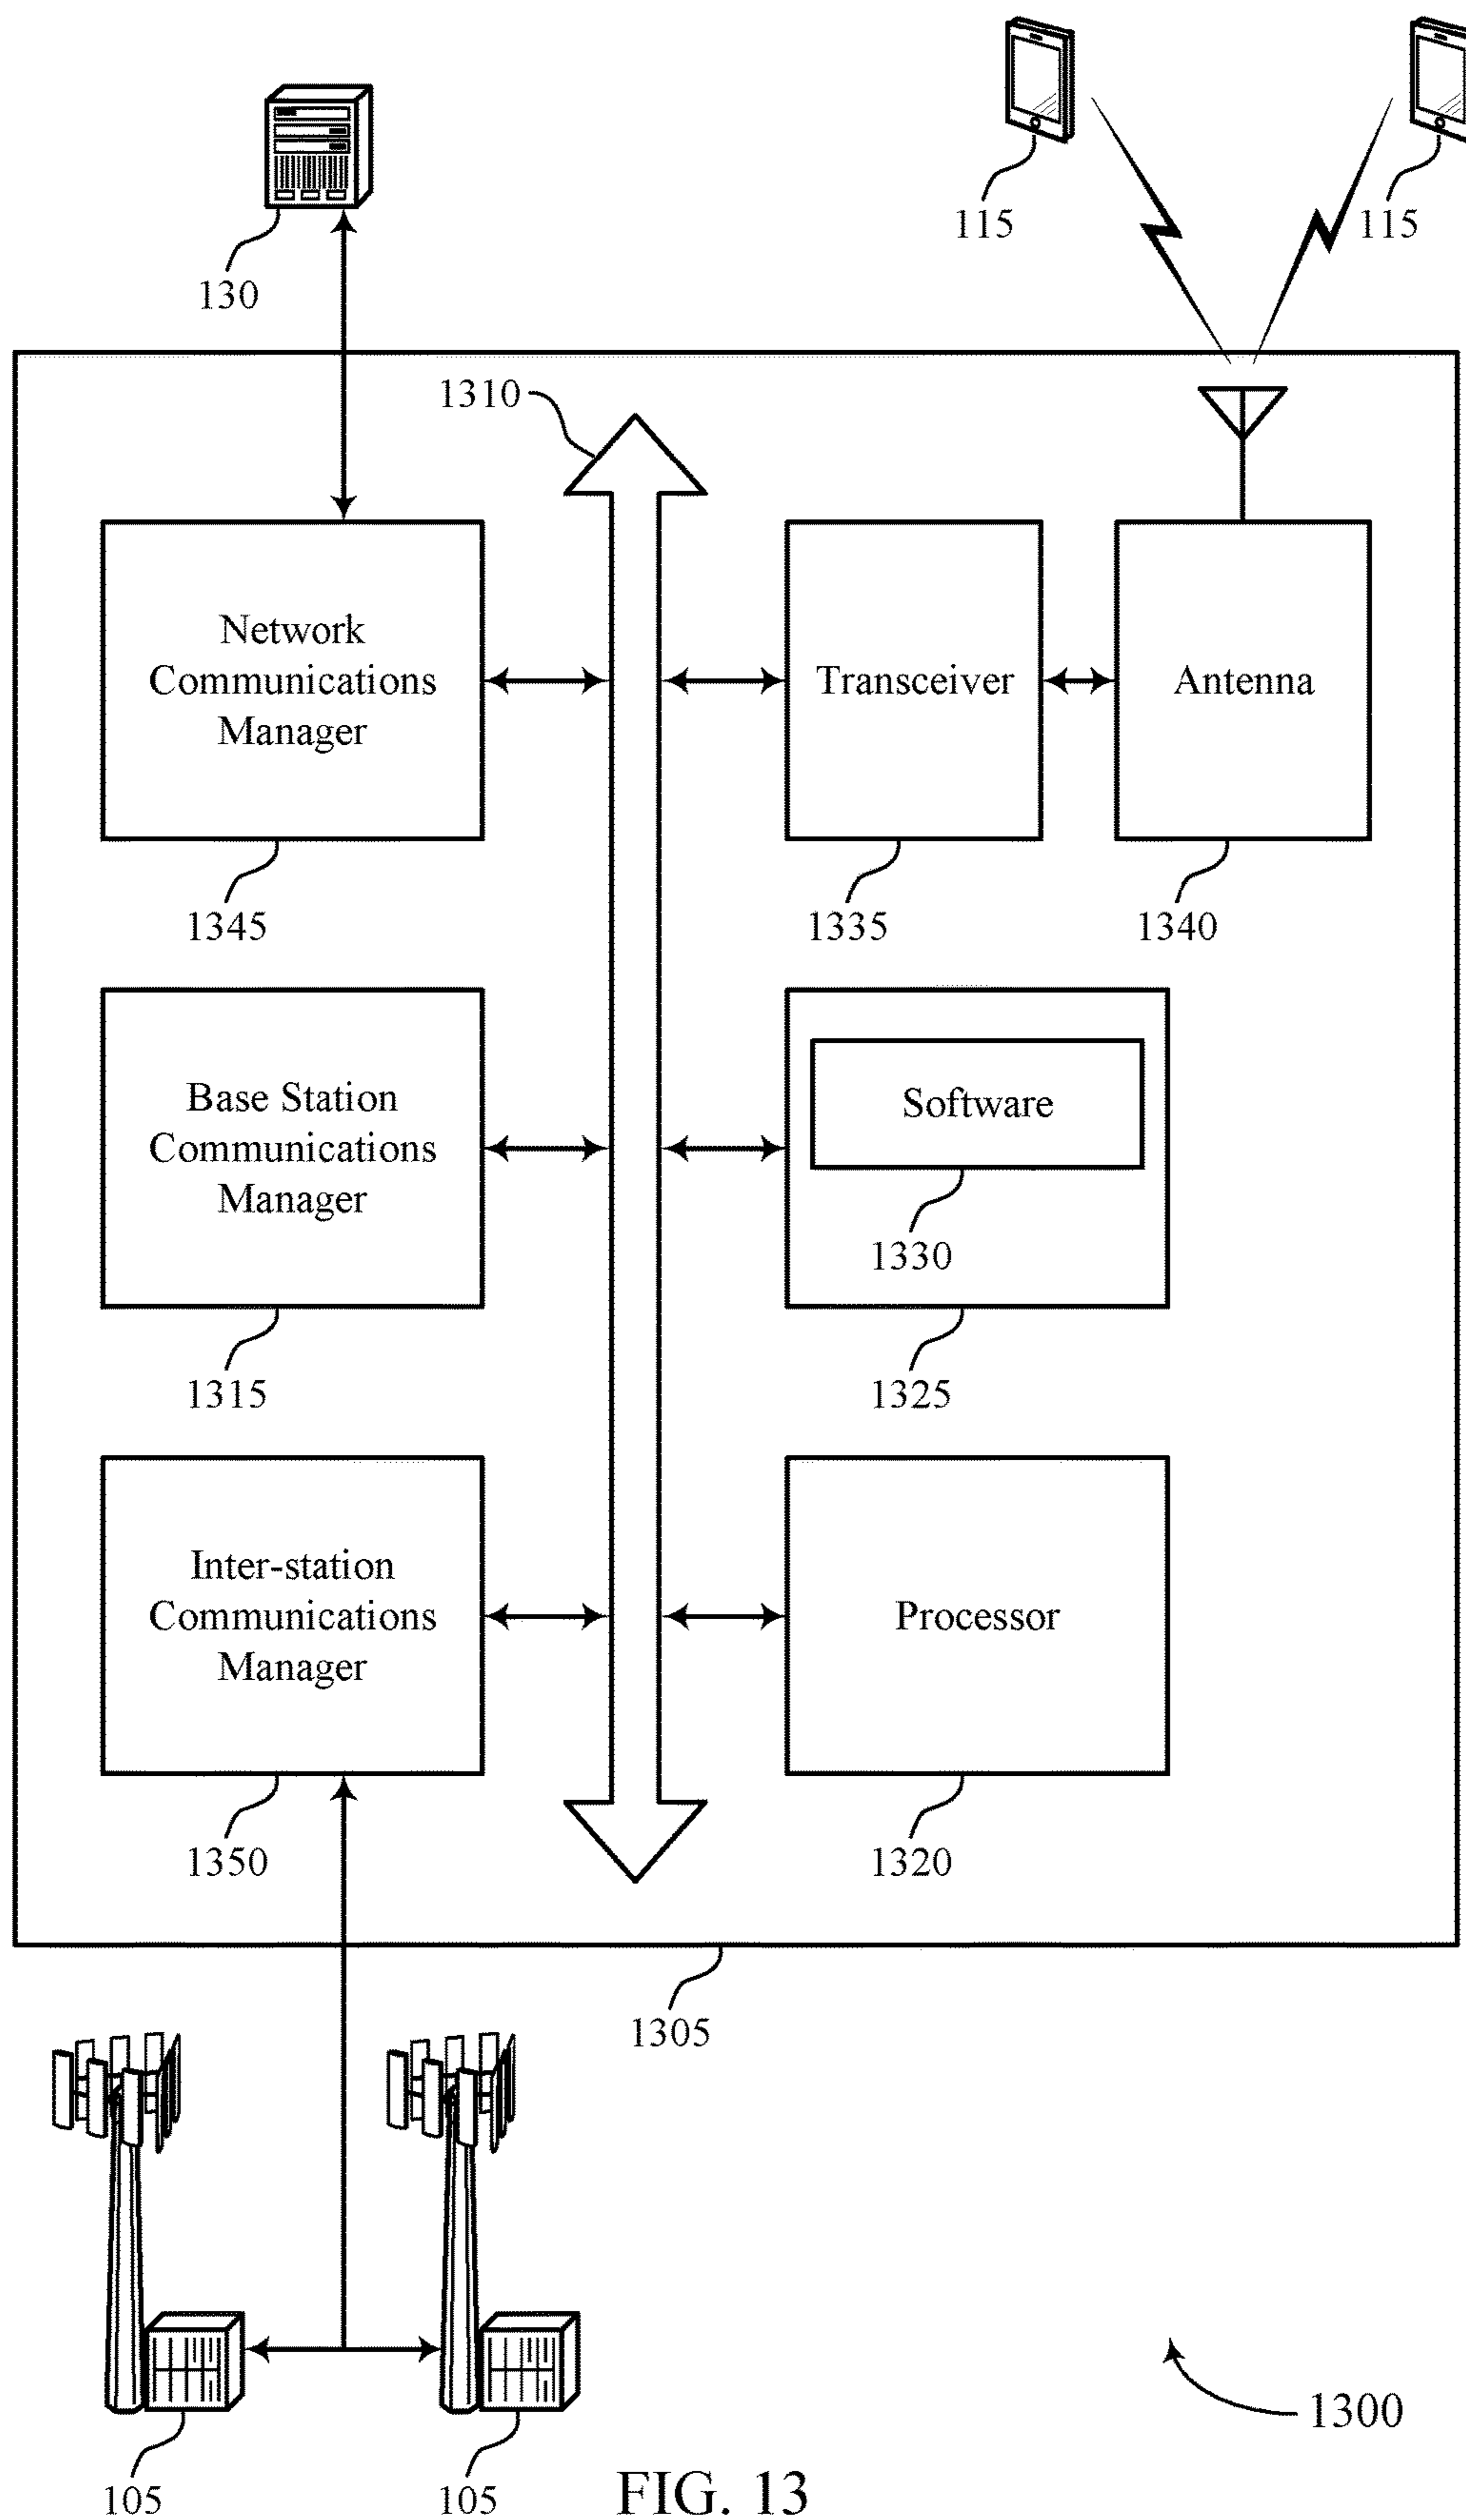 115
115
130
1310
Network
Communications
Manager
Transceiver
Antenna
1345
1335
1340
Base Station
Communications
Manager
Software
1330
1315
1325
Inter-station
Communications
Manager
Processor
1350
1320
1305
1300
105
105
FIG. 13